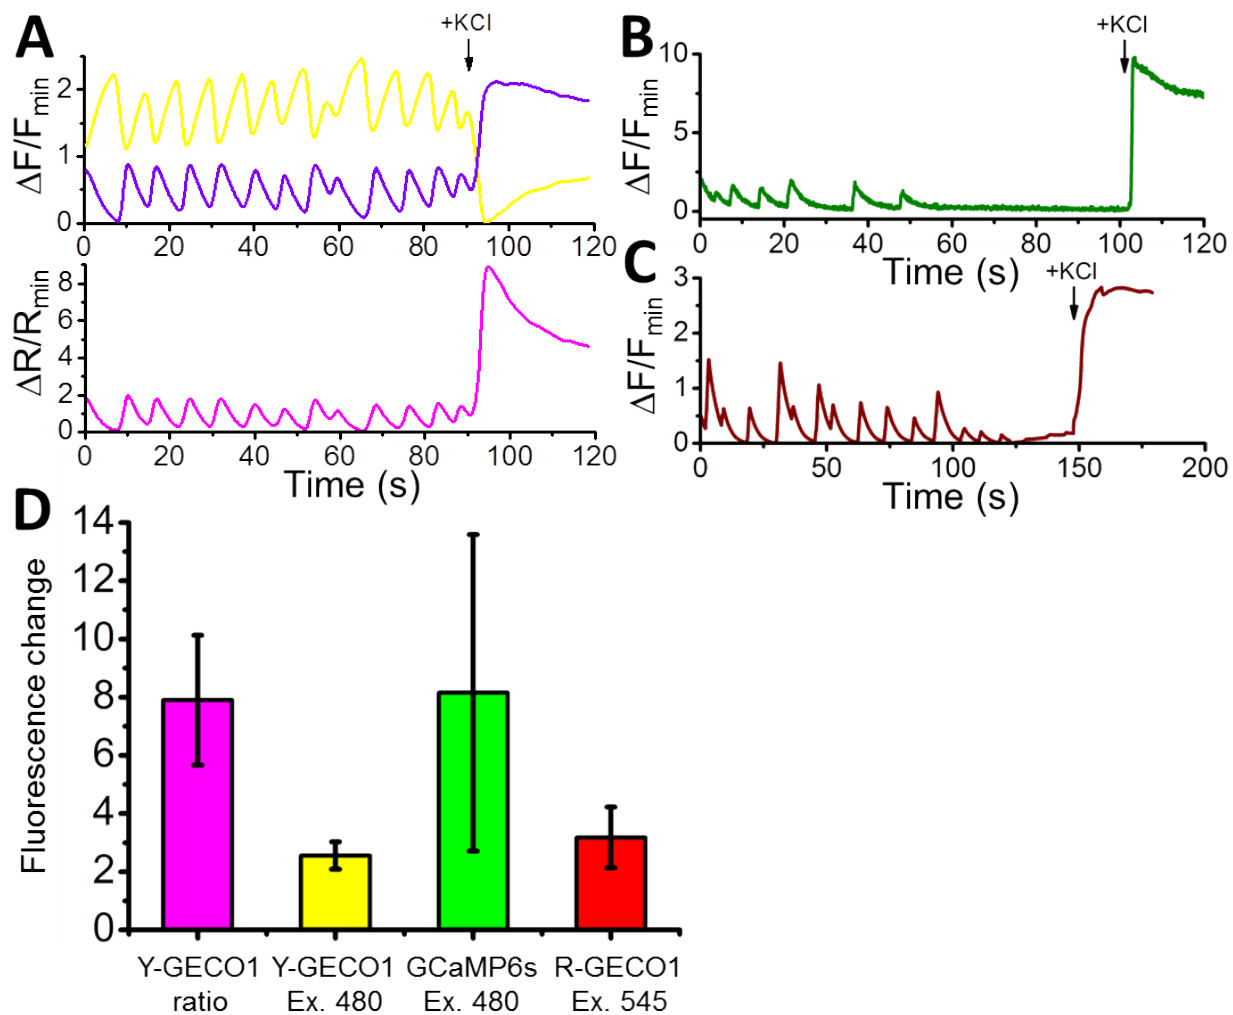 A
+KCl
ΔF/Fmin
2
1
0
0 20 40 60 80 100 120
ΔR/Rmin
8
6
4
2
0
0 20 40 60 80 100 120
Time (s)
B
+KCl
ΔF/Fmin
10
5
0
0 20 40 60 80 100 120
Time (s)
C
+KCl
ΔF/Fmin
3
2
1
0
0 50 100 150 200
Time (s)
D
Fluorescence change
14
12
10
8
6
4
2
0
Y-GECO1 Y-GECO1 GCaMP6s R-GECO1
ratio Ex. 480 Ex. 480 Ex. 545